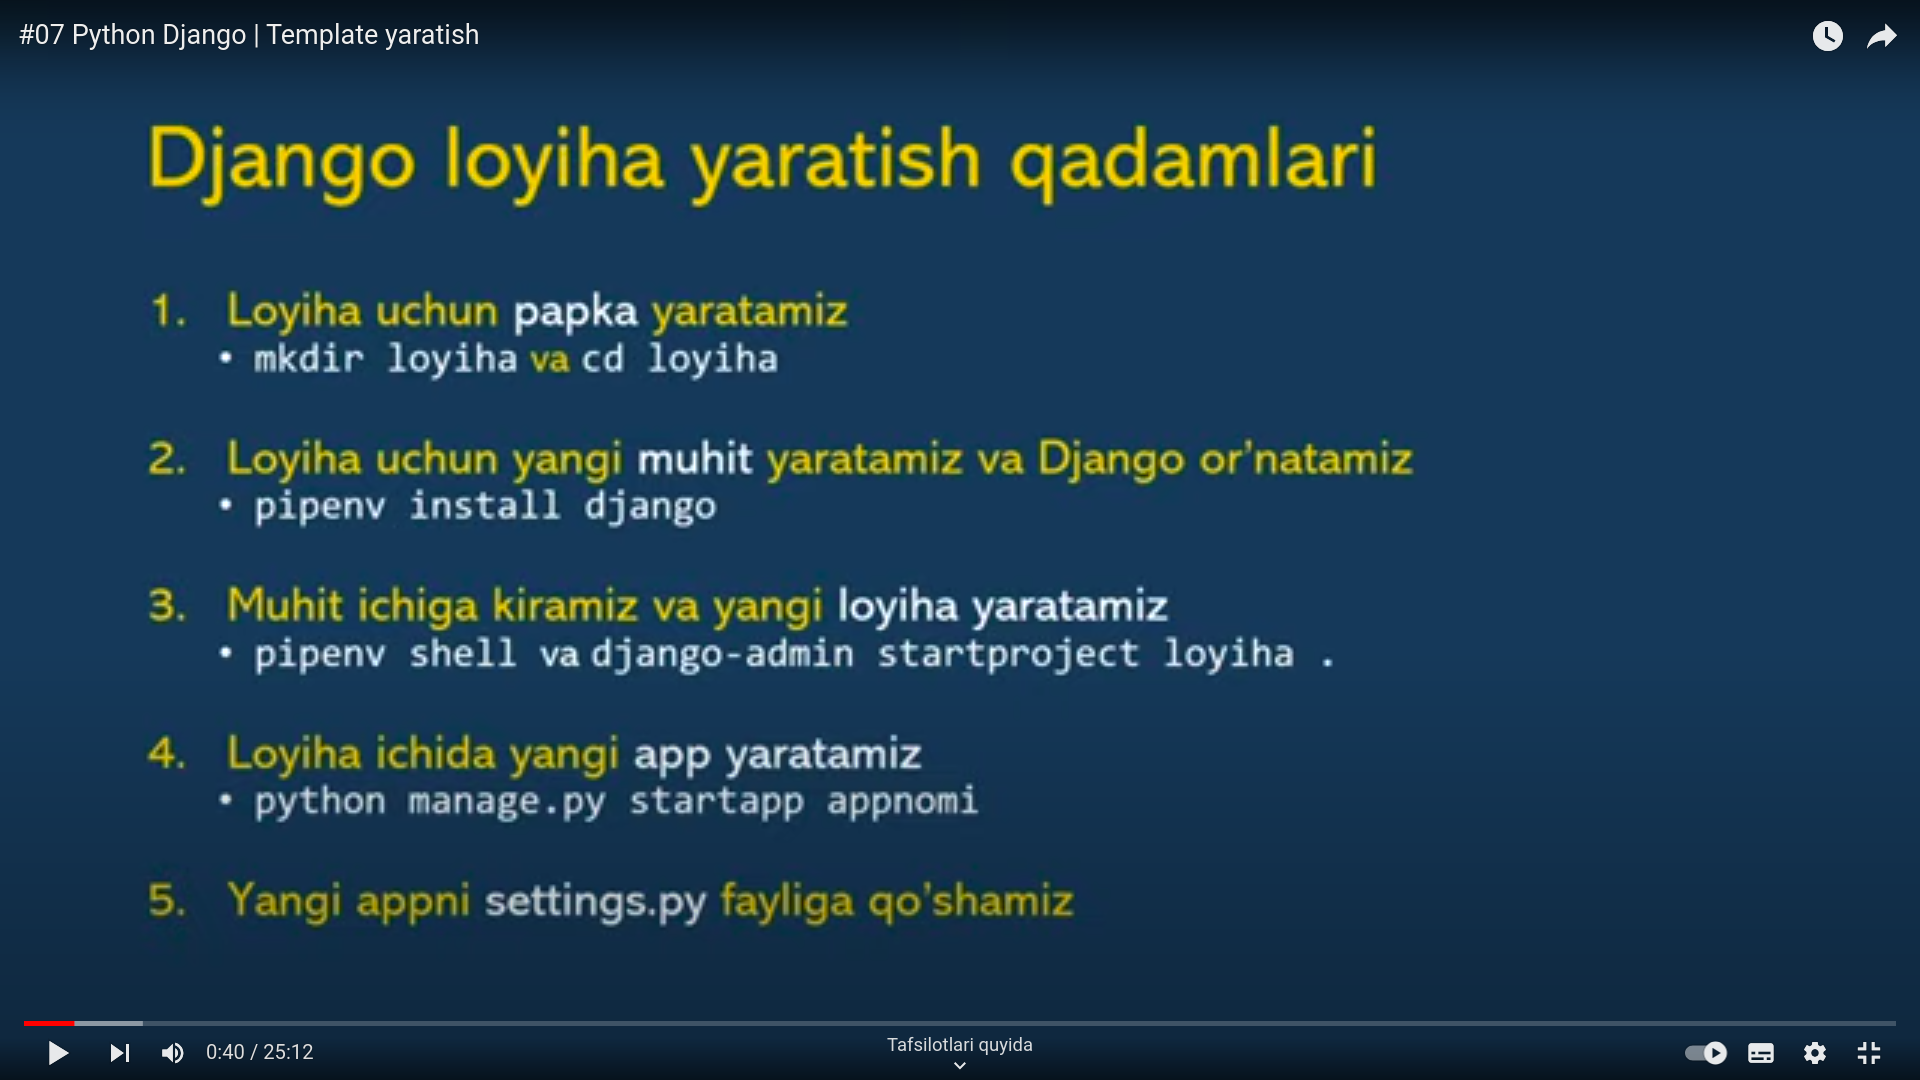 #07 Python Django | Template yaratish
Django loyiha yaratish qadamlari
1. Loyiha uchun papka yaratamiz
• mkdir loyiha va cd loyiha
2. Loyiha uchun yangi muhit yaratamiz va Django or'natamiz
• pipenv install django
3. Muhit ichiga kiramiz va yangi loyiha yaratamiz
• pipenv shell va django-admin startproject loyiha .
4. Loyiha ichida yangi app yaratamiz
• python manage.py startapp appnomi
5. Yangi appni settings.py fayliga qo'shamiz
0:40 / 25:12
Tafsilotlari quyida